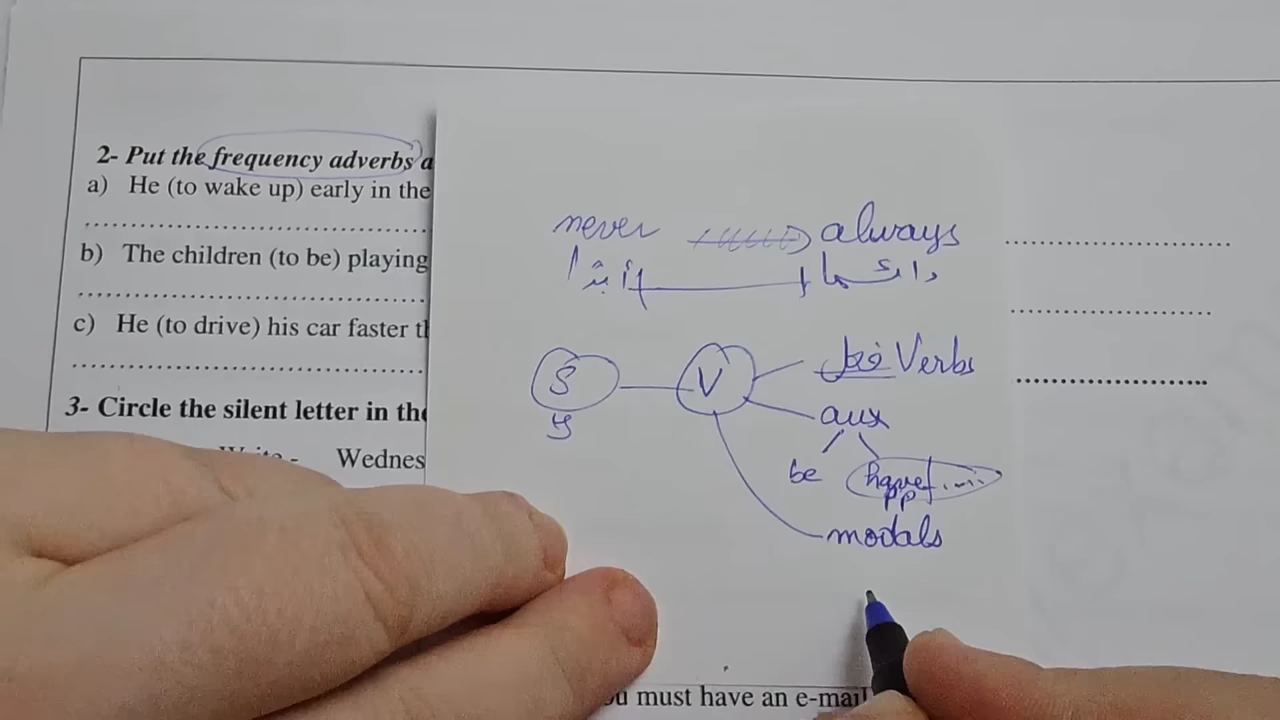 2- Put the frequency adverbs a
a) He (to wake up) early in the
b) The children (to be) playing
c) He (to drive) his car faster t
3- Circle the silent letter in the
Wednes
never always
أبدًا دائما
S V فعل Verbs
aux
be have
pp
modals
u must have an e-mail